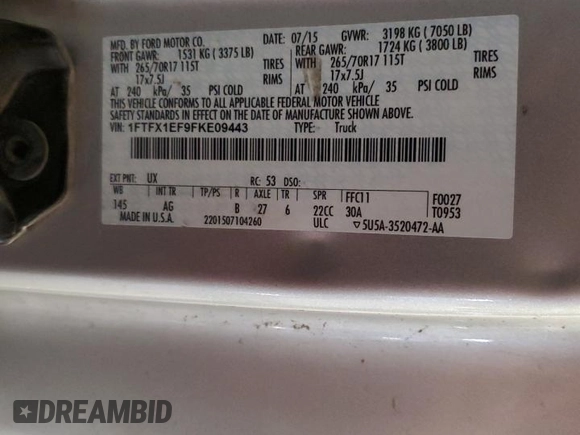 MFD. BY FORD MOTOR CO.
DATE: 07/15 GVWR: 3198 KG ( 7050 LB)
FRONT GAWR: 1531 KG ( 3375 LB) REAR GAWR: 1724 KG ( 3800 LB)
WITH 265/70R17 115T TIRES WITH 265/70R17 115T TIRES
17x7.5J RIMS 17x7.5J RIMS
AT 240 kPa/ 35 PSI COLD AT 240 kPa/ 35 PSI COLD
THIS VEHICLE CONFORMS TO ALL APPLICABLE FEDERAL MOTOR VEHICLE
SAFETY STANDARDS IN EFFECT ON THE DATE OF MANUFACTURE SHOWN ABOVE.
VIN: 1FTFX1EF9FKE09443 TYPE: Truck
EXT PNT: UX RC: 53 DSO:
WB INT TR TP/PS R AXLE TR SPR FFC11 F0027
145 AG B 27 6 22CC 30A T0953
MADE IN U.S.A. 2201507104260 ULC ▽5U5A-3520472-AA
DREAMBID